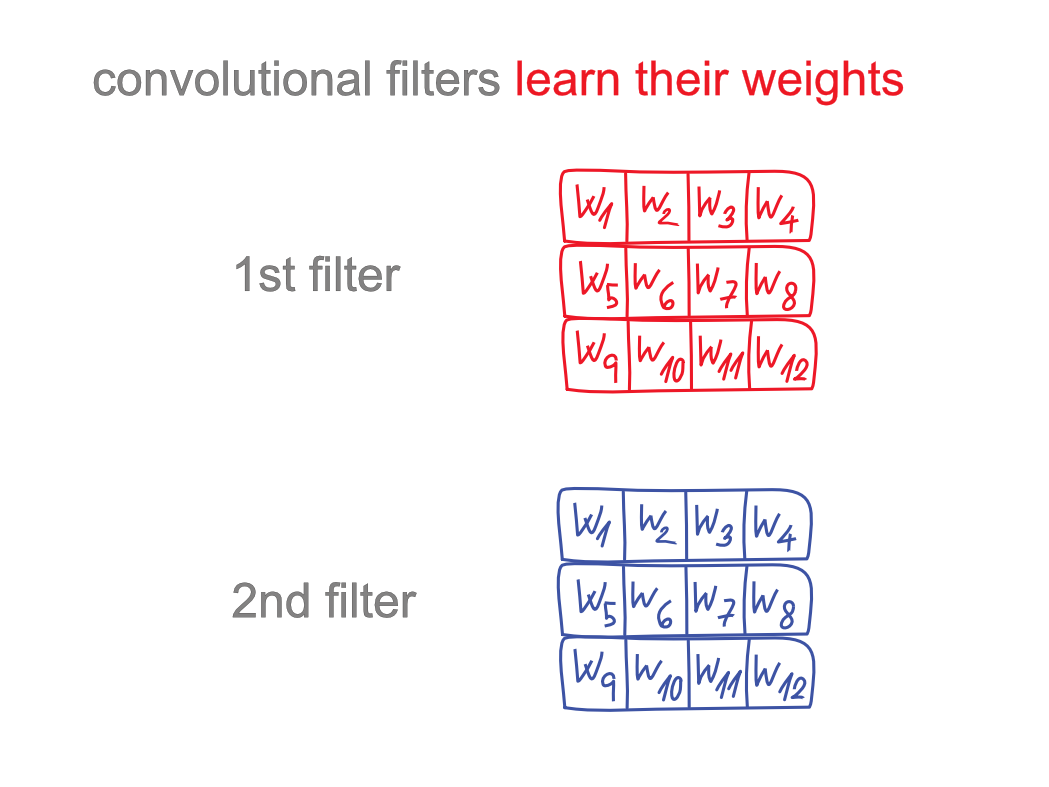 convolutional filters learn their weights
1st filter
W1 W2 W3 W4
W5 W6 W7 W8
W9 W10 W11 W12
2nd filter
W1 W2 W3 W4
W5 W6 W7 W8
W9 W10 W11 W12